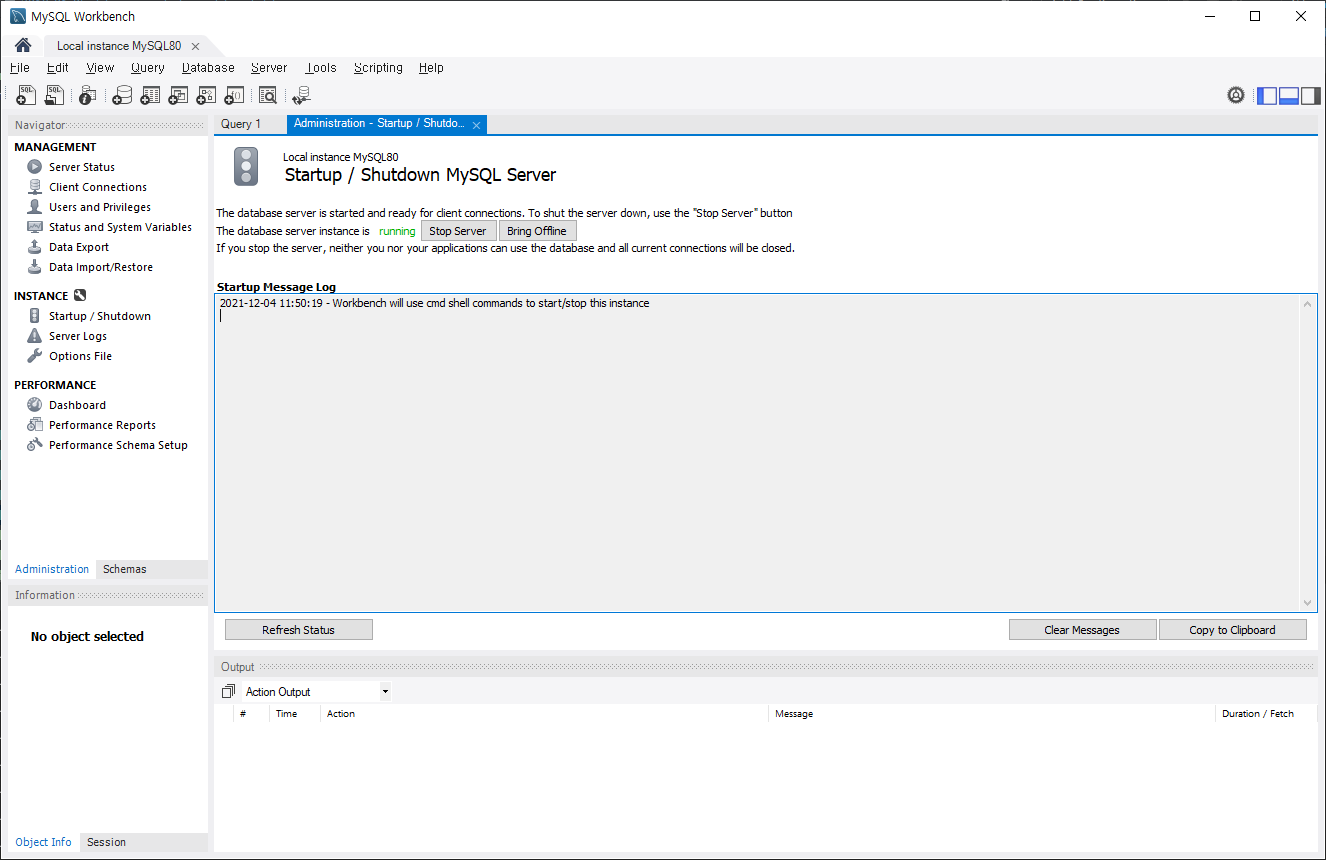 MySQL Workbench
Local instance MySQL80
File Edit View Query Database Server Tools Scripting Help
Navigator
MANAGEMENT
Server Status
Client Connections
Users and Privileges
Status and System Variables
Data Export
Data Import/Restore
INSTANCE
Startup / Shutdown
Server Logs
Options File
PERFORMANCE
Dashboard
Performance Reports
Performance Schema Setup
Administration Schemas
Information
No object selected
Object Info Session
Query 1 Administration - Startup / Shutdo...
Local instance MySQL80
Startup / Shutdown MySQL Server
The database server is started and ready for client connections. To shut the server down, use the "Stop Server" button
The database server instance is running Stop Server Bring Offline
If you stop the server, neither you nor your applications can use the database and all current connections will be closed.
Startup Message Log
2021-12-04 11:50:19 - Workbench will use cmd shell commands to start/stop this instance
Refresh Status Clear Messages Copy to Clipboard
Output
Action Output
# Time Action Message Duration / Fetch